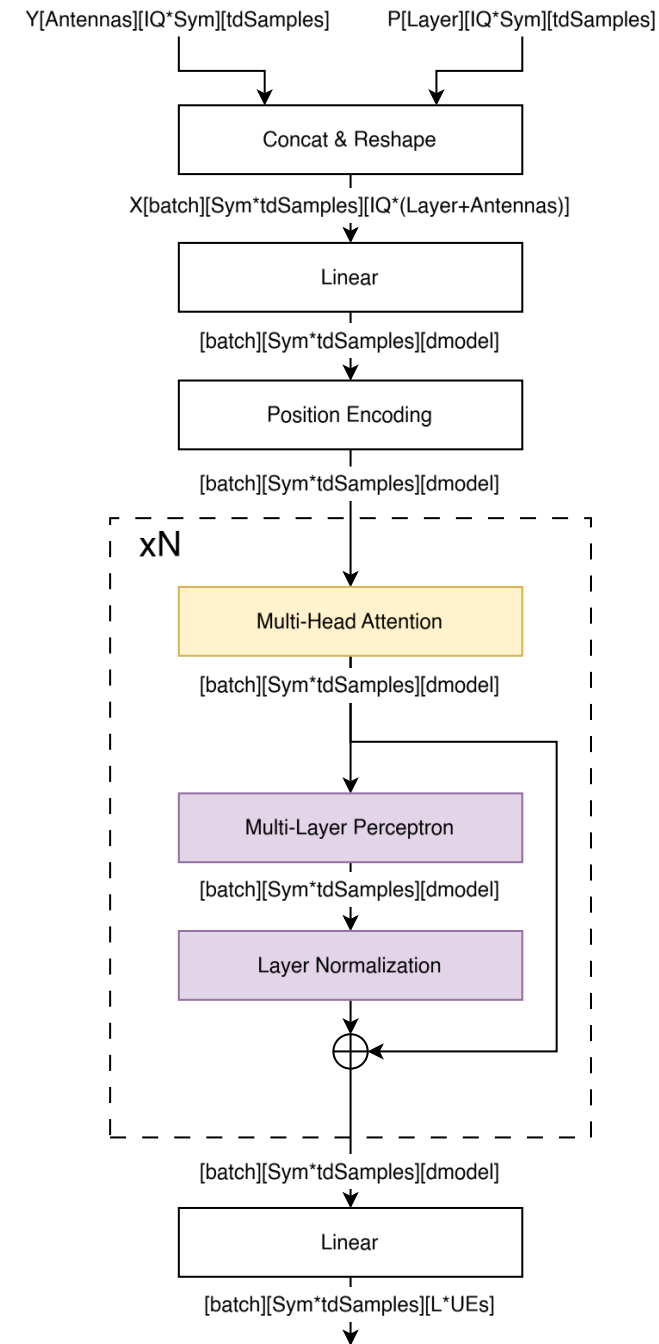 Y[Antennas][IQ*Sym][tdSamples] P[Layer][IQ*Sym][tdSamples]
Concat & Reshape
X[batch][Sym*tdSamples][IQ*(Layer+Antennas)]
Linear
[batch][Sym*tdSamples][dmodel]
Position Encoding
[batch][Sym*tdSamples][dmodel]
xN
Multi-Head Attention
[batch][Sym*tdSamples][dmodel]
Multi-Layer Perceptron
[batch][Sym*tdSamples][dmodel]
Layer Normalization
[batch][Sym*tdSamples][dmodel]
Linear
[batch][Sym*tdSamples][L*UEs]